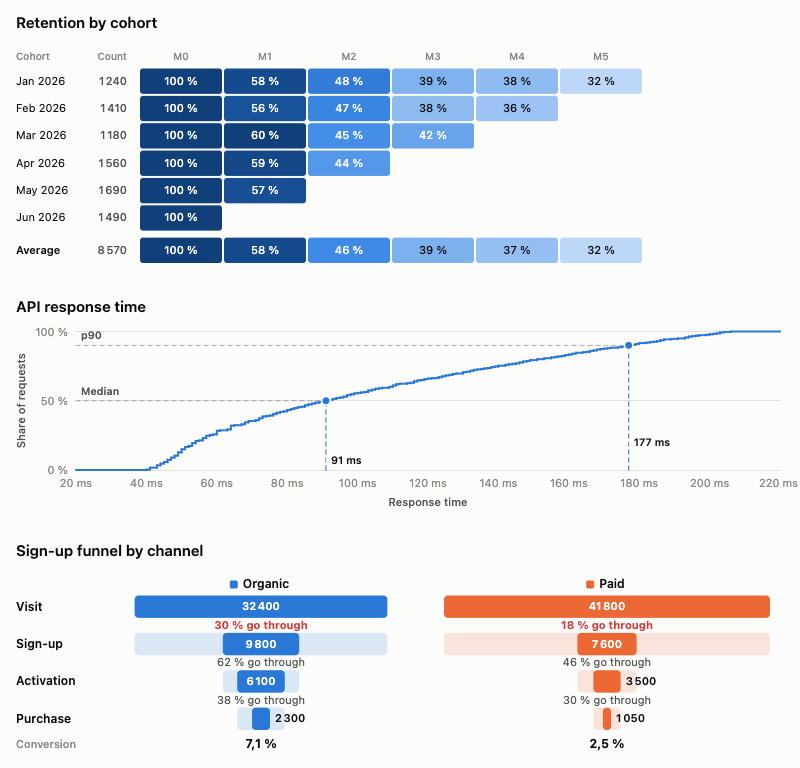 Retention by cohort
Cohort Count M0 M1 M2 M3 M4 M5
Jan 2026 1 240 100 % 58 % 48 % 39 % 38 % 32 %
Feb 2026 1 410 100 % 56 % 47 % 38 % 36 %
Mar 2026 1 180 100 % 60 % 45 % 42 %
Apr 2026 1 560 100 % 59 % 44 %
May 2026 1 690 100 % 57 %
Jun 2026 1 490 100 %
Average 8 570 100 % 58 % 46 % 39 % 37 % 32 %
API response time
100 %
p90
Median
50 %
177 ms
91 ms
0 %
Share of requests
20 ms 40 ms 60 ms 80 ms 100 ms 120 ms 140 ms 160 ms 180 ms 200 ms 220 ms
Response time
Sign-up funnel by channel
Organic Paid
Visit 32 400 41 800
30 % go through 18 % go through
Sign-up 9 800 7 600
62 % go through 46 % go through
Activation 6 100 3 500
38 % go through 30 % go through
Purchase 2 300 1 050
Conversion 7,1 % 2,5 %